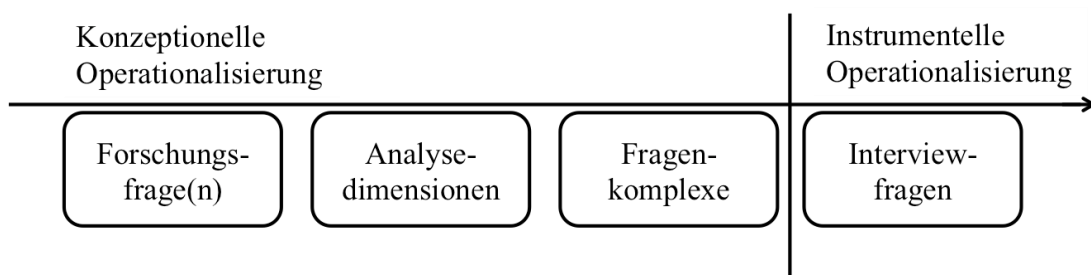 Konzeptionelle
Operationalisierung
Instrumentelle
Operationalisierung
Forschungs-
frage(n)
Analyse-
dimensionen
Fragen-
komplexe
Interview-
fragen